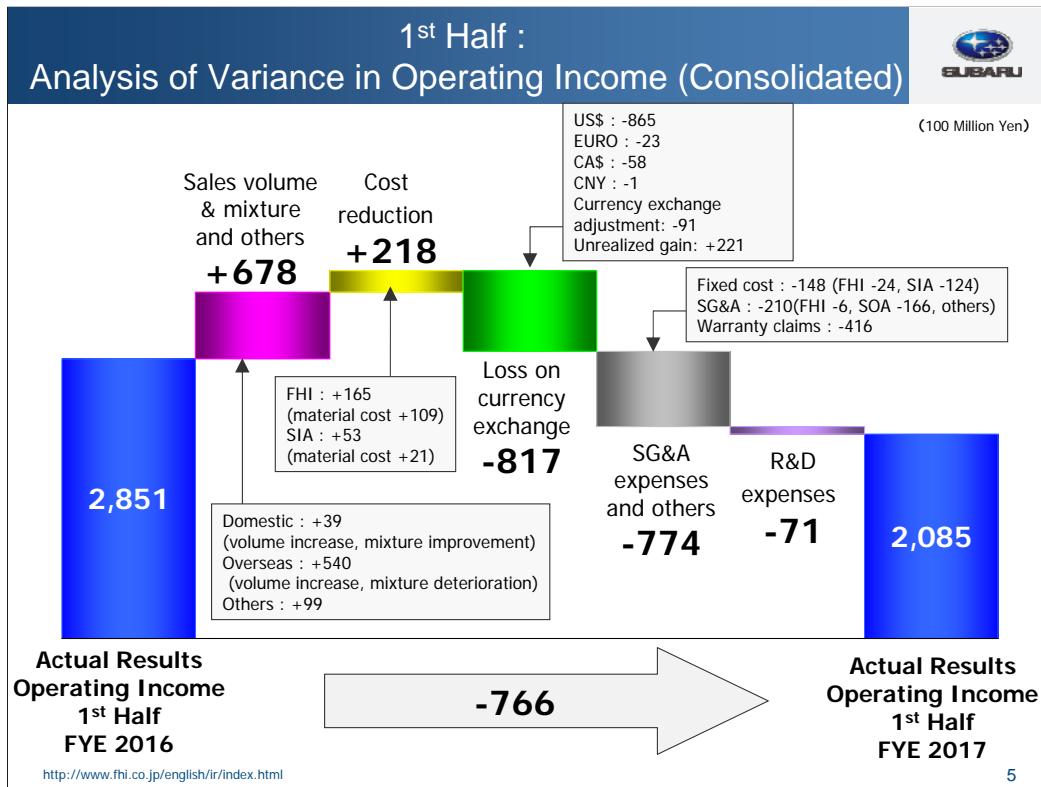 1st Half :
Analysis of Variance in Operating Income (Consolidated)
SUBARU
(100 Million Yen)
US$ : -865
EURO : -23
CA$ : -58
CNY : -1
Currency exchange
adjustment: -91
Unrealized gain: +221
Sales volume
& mixture
and others
+678
Cost
reduction
+218
Fixed cost : -148 (FHI -24, SIA -124)
SG&A : -210(FHI -6, SOA -166, others)
Warranty claims : -416
FHI : +165
(material cost +109)
SIA : +53
(material cost +21)
Loss on
currency
exchange
-817
SG&A
expenses
and others
-774
R&D
expenses
-71
2,851
Domestic : +39
(volume increase, mixture improvement)
Overseas : +540
(volume increase, mixture deterioration)
Others : +99
2,085
Actual Results
Operating Income
1st Half
FYE 2016
-766
Actual Results
Operating Income
1st Half
FYE 2017
http://www.fhi.co.jp/english/ir/index.html
5